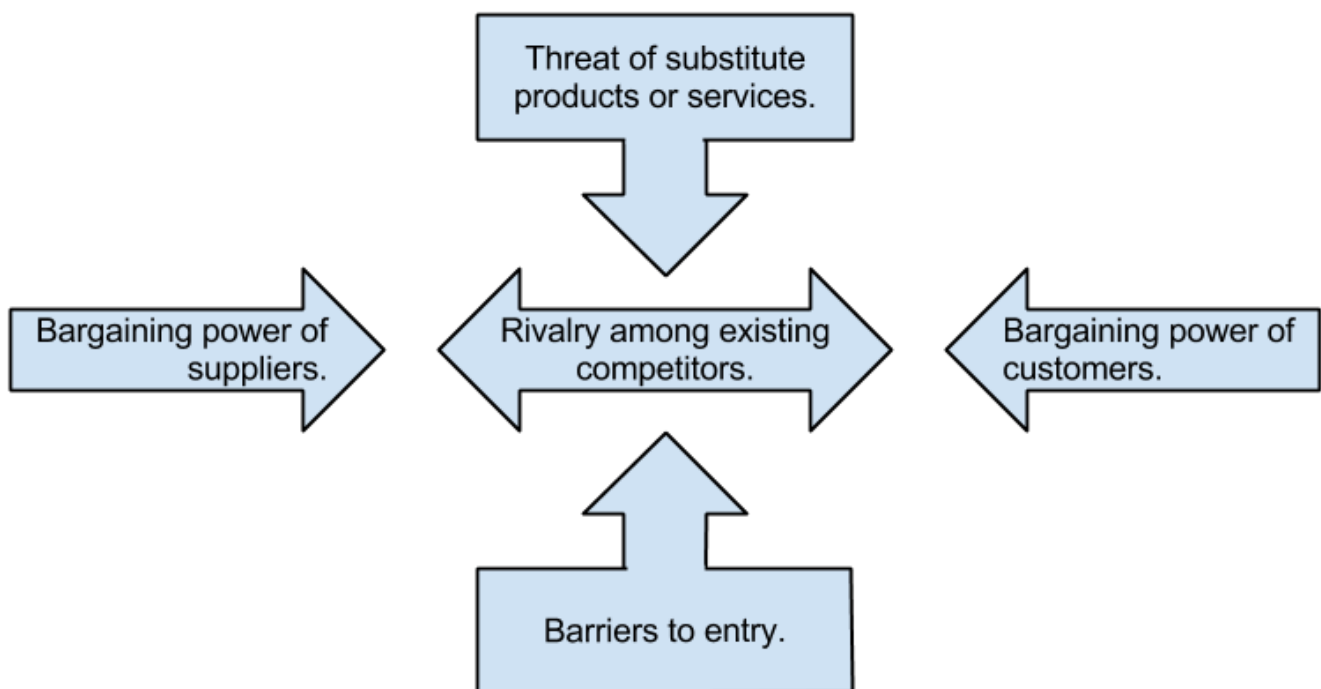 Threat of substitute
products or services.
Bargaining power of
suppliers.
Rivalry among existing
competitors.
Bargaining power of
customers.
Barriers to entry.